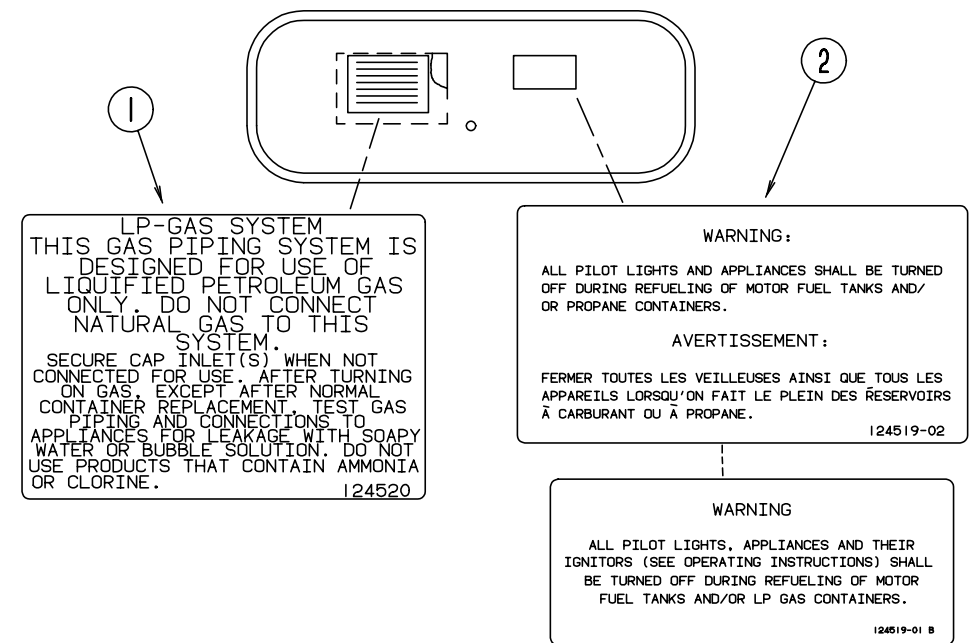 1
2
LP-GAS SYSTEM
THIS GAS PIPING SYSTEM IS
DESIGNED FOR USE OF
LIQUIFIED PETROLEUM GAS
ONLY. DO NOT CONNECT
NATURAL GAS TO THIS
SYSTEM.
SECURE CAP INLET(S) WHEN NOT
CONNECTED FOR USE. AFTER TURNING
ON GAS, EXCEPT AFTER NORMAL
CONTAINER REPLACEMENT, TEST GAS
PIPING AND CONNECTIONS TO
APPLIANCES FOR LEAKAGE WITH SOAPY
WATER OR BUBBLE SOLUTION. DO NOT
USE PRODUCTS THAT CONTAIN AMMONIA
OR CLORINE.
124520
WARNING:
ALL PILOT LIGHTS AND APPLIANCES SHALL BE TURNED
OFF DURING REFUELING OF MOTOR FUEL TANKS AND/
OR PROPANE CONTAINERS.
AVERTISSEMENT:
FERMER TOUTES LES VEILLEUSES AINSI QUE TOUS LES
APPAREILS LORSQU'ON FAIT LE PLEIN DES RĒSERVOIRS
Ā CARBURANT OU Ā PROPANE.
124519-02
WARNING
ALL PILOT LIGHTS, APPLIANCES AND THEIR
IGNITORS (SEE OPERATING INSTRUCTIONS) SHALL
BE TURNED OFF DURING REFUELING OF MOTOR
FUEL TANKS AND/OR LP GAS CONTAINERS.
124519-01 B